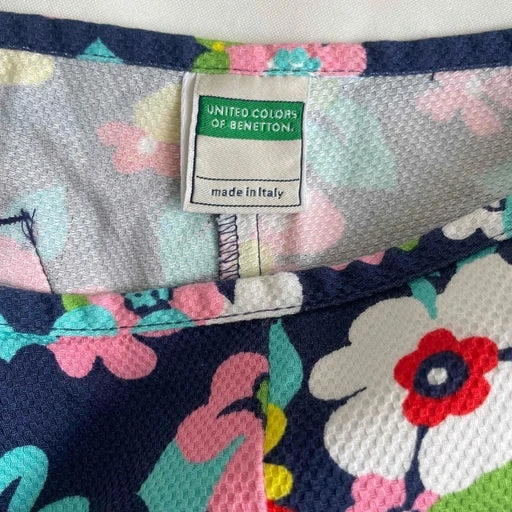 UNITED COLORS
OF BENETTON.
made in Italy